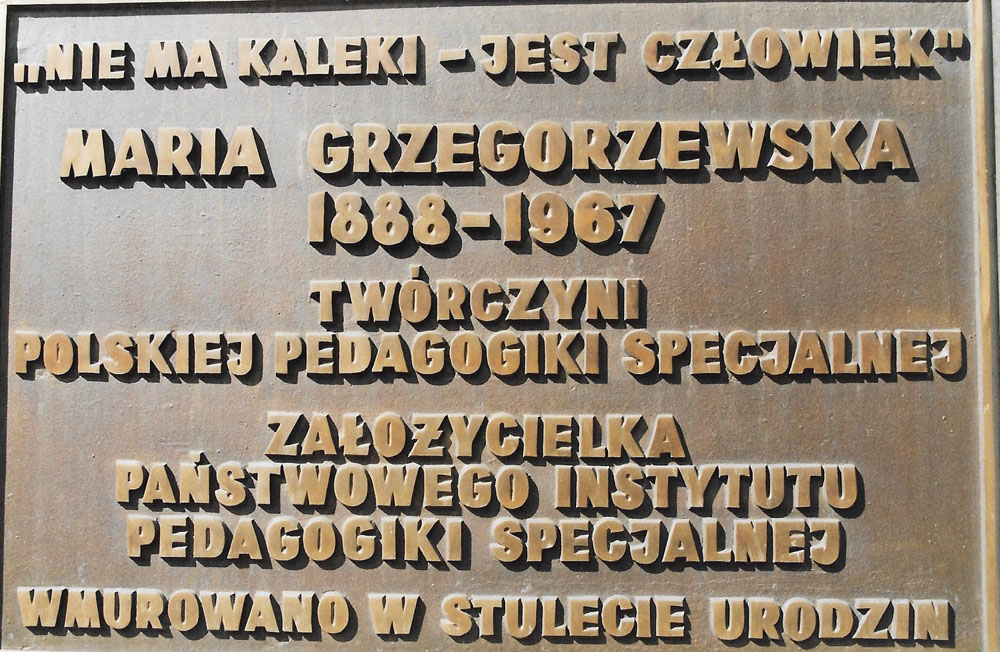 „NIE MA KALEKI – JEST CZŁOWIEK"
MARIA GRZEGORZEWSKA
1888 – 1967
TWÓRCZYNI
POLSKIEJ PEDAGOGIKI SPECJALNEJ
ZAŁOŻYCIELKA
PAŃSTWOWEGO INSTYTUTU
PEDAGOGIKI SPECJALNEJ
WMUROWANO W STULECIE URODZIN